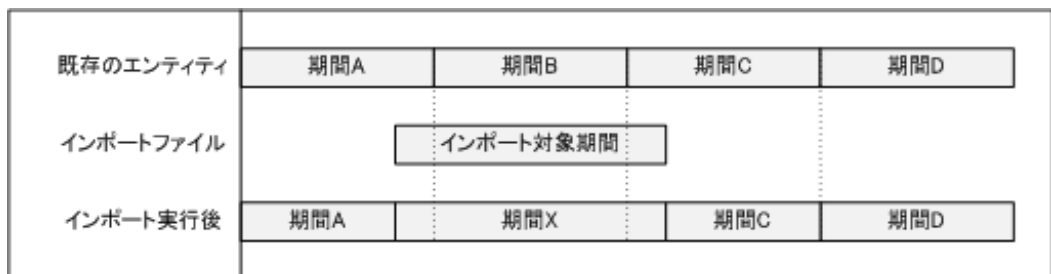 既存のエンティティ 期間A 期間B 期間C 期間D
インポートファイル インポート対象期間
インポート実行後 期間A 期間X 期間C 期間D